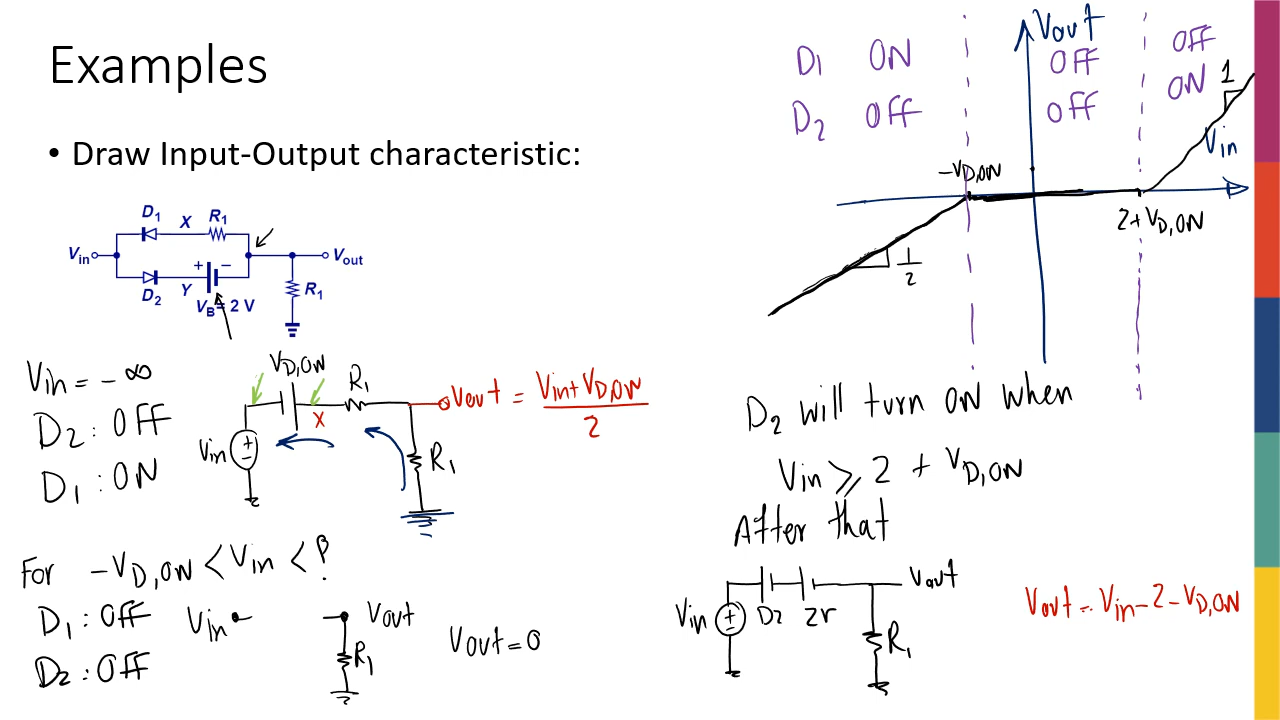 Examples
• Draw Input-Output characteristic:
D1 X R1
Vin Vout
+ −
D2 Y R1
VB = 2 V
D1 ON OFF OFF
D2 OFF OFF ON
Vout
1
Vin
-VD,ON
2+VD,ON
1/2
Vin = - ∞
D2 : OFF
D1 : ON
VD,ON
R1
X
Vin
+
-
R1
Vout = (Vin + VD,ON)/2
For -VD,ON < Vin < ?
D1 : OFF
D2 : OFF
Vin
Vout
R1
Vout = 0
D2 will turn ON when
Vin ≥ 2 + VD,ON
After that
Vin
+
-
D2 2v
Vout
R1
Vout = Vin - 2 - VD,ON